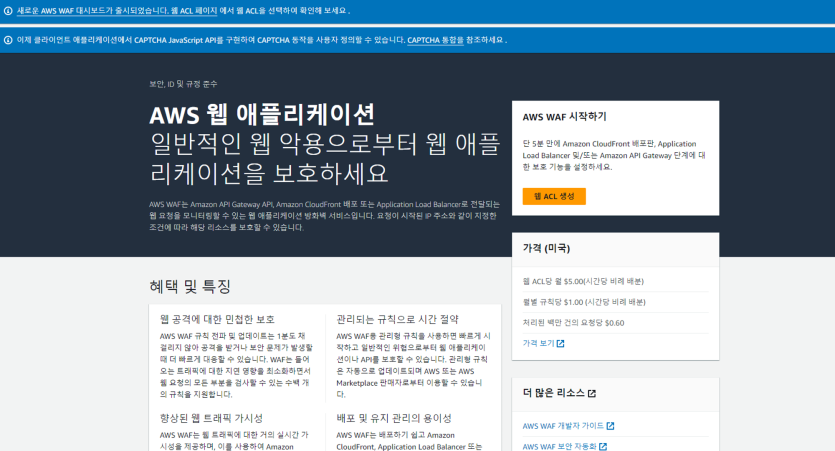 새로운 AWS WAF 대시보드가 출시되었습니다. 웹 ACL 페이지 에서 웹 ACL을 선택하여 확인해 보세요 .
이제 클라이언트 애플리케이션에서 CAPTCHA JavaScript API를 구현하여 CAPTCHA 동작을 사용자 정의할 수 있습니다. CAPTCHA 통합을 참조하세요 .
보안, ID 및 규정 준수
AWS 웹 애플리케이션
일반적인 웹 악용으로부터 웹 애플
리케이션을 보호하세요
AWS WAF는 Amazon API Gateway API, Amazon CloudFront 배포 또는 Application Load Balancer로 전달되는
웹 요청을 모니터링할 수 있는 웹 애플리케이션 방화벽 서비스입니다. 요청이 시작된 IP 주소와 같이 지정한
조건에 따라 해당 리소스를 보호할 수 있습니다.
AWS WAF 시작하기
단 5분 만에 Amazon CloudFront 배포판, Application
Load Balancer 및/또는 Amazon API Gateway 단계에 대
한 보호 기능을 설정하세요.
웹 ACL 생성
가격 (미국)
웹 ACL당 월 $5.00(시간당 비례 배분)
월별 규칙당 $1.00 (시간당 비례 배분)
처리된 백만 건의 요청당 $0.60
가격 보기
더 많은 리소스
AWS WAF 개발자 가이드
AWS WAF 보안 자동화
혜택 및 특징
웹 공격에 대한 민첩한 보호
AWS WAF 규칙 전파 및 업데이트는 1분도 채
걸리지 않아 공격을 받거나 보안 문제가 발생할
때 더 빠르게 대응할 수 있습니다. WAF는 들어
오는 트래픽에 대한 지연 영향을 최소화하면서
웹 요청의 모든 부분을 검사할 수 있는 수백 개
의 규칙을 지원합니다.
관리되는 규칙으로 시간 절약
AWS WAF용 관리형 규칙을 사용하면 빠르게 시
작하고 일반적인 위협으로부터 웹 애플리케이
션이나 API를 보호할 수 있습니다. 관리형 규칙
은 자동으로 업데이트되며 AWS 또는 AWS
Marketplace 판매자로부터 이용할 수 있습니
다.
향상된 웹 트래픽 가시성
AWS WAF는 웹 트래픽에 대한 거의 실시간 가
시성을 제공하며, 이를 사용하여 Amazon
배포 및 유지 관리의 용이성
AWS WAF는 배포하기 쉽고 Amazon
CloudFront, Application Load Balancer 또는